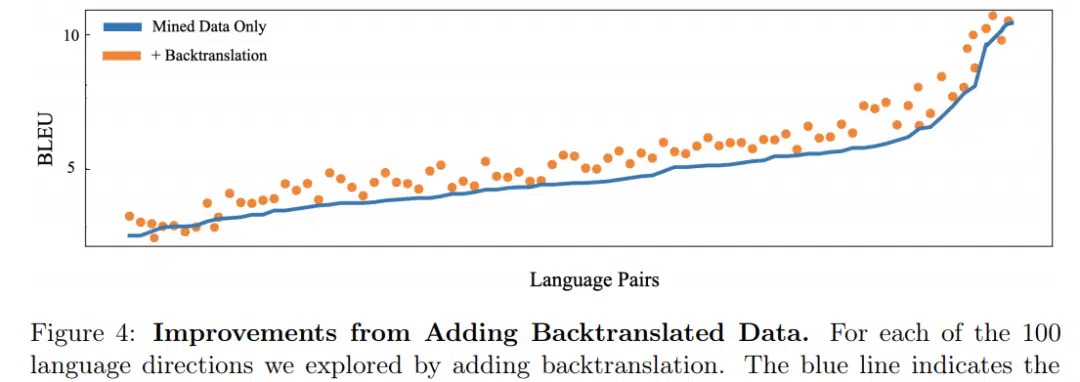 Mined Data Only
+ Backtranslation
10
5
BLEU
Language Pairs
Figure 4: Improvements from Adding Backtranslated Data. For each of the 100
language directions we explored by adding backtranslation. The blue line indicates the